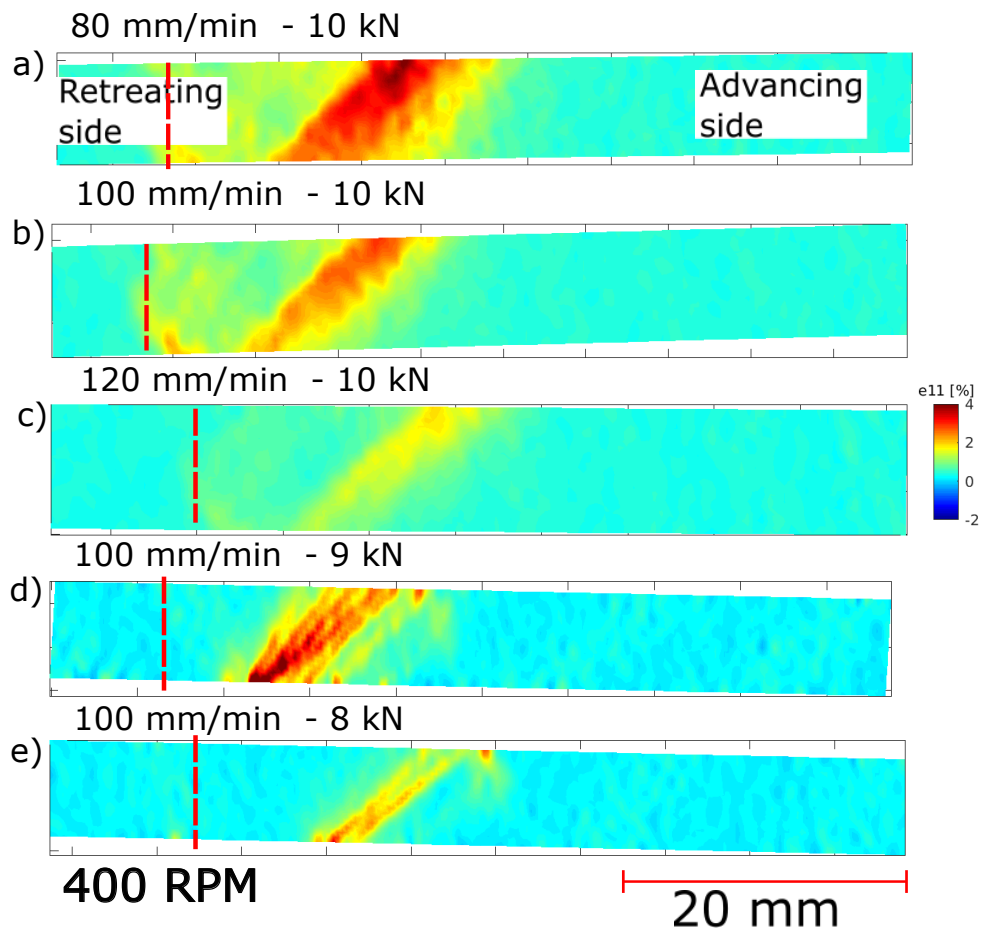 80 mm/min - 10 kN
a)
Retreating
side
Advancing
side
100 mm/min - 10 kN
b)
120 mm/min - 10 kN
c)
e11 [%]
4
2
0
-2
100 mm/min - 9 kN
d)
100 mm/min - 8 kN
e)
400 RPM
20 mm